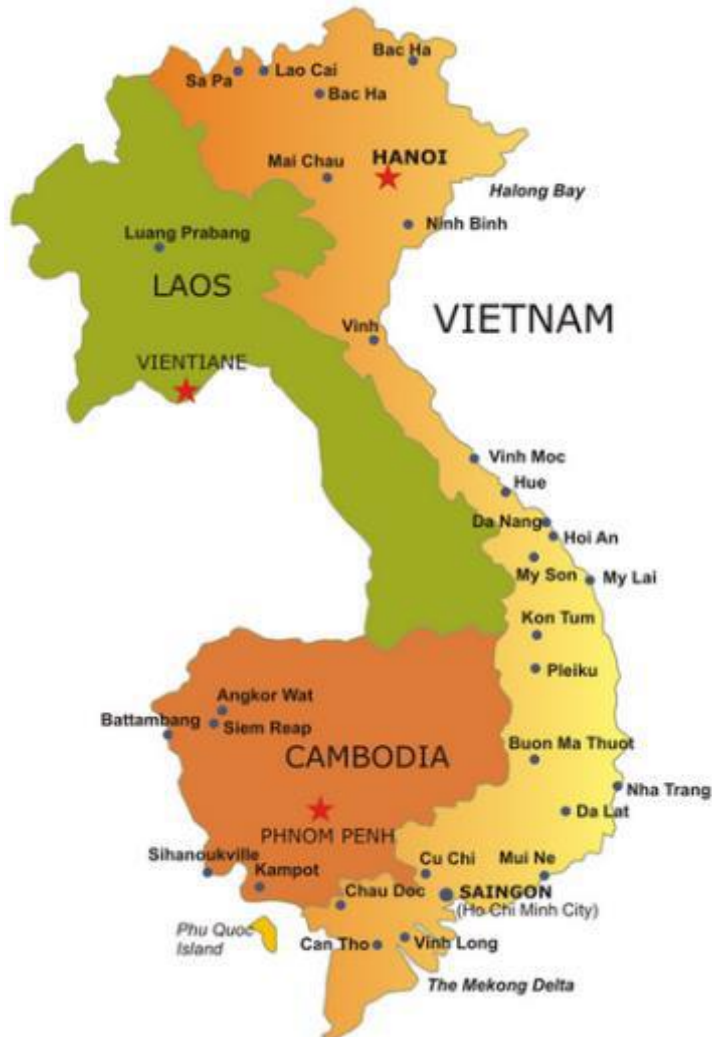 Bac Ha
Sa Pa
Lao Cai
Bac Ha
Mai Chau
HANOI
Halong Bay
Ninh Binh
Luang Prabang
LAOS
VIETNAM
Vinh
VIENTIANE
Vinh Moc
Hue
Da Nang
Hoi An
My Son
My Lai
Kon Tum
Pleiku
Angkor Wat
Battambang
Siem Reap
CAMBODIA
Buon Ma Thuot
Nha Trang
Da Lat
PHNOM PENH
Sihanoukville
Kampot
Cu Chi
Mui Ne
Chau Doc
SAINGON
(Ho Chi Minh City)
Phu Quoc
Island
Can Tho
Vinh Long
The Mekong Delta